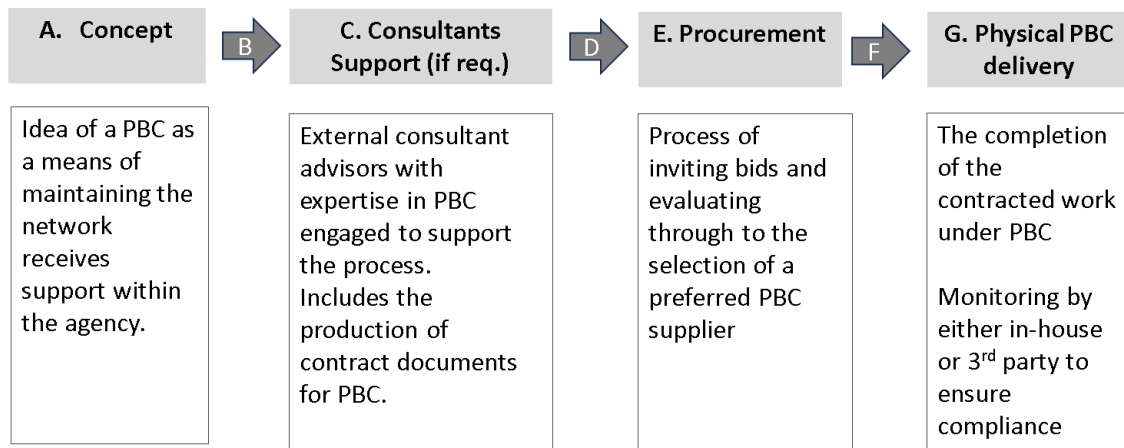 A. Concept
B
C. Consultants
Support (if req.)
D
E. Procurement
F
G. Physical PBC
delivery
Idea of a PBC as
a means of
maintaining the
network
receives
support within
the agency.
External consultant
advisors with
expertise in PBC
engaged to support
the process.
Includes the
production of
contract documents
for PBC.
Process of
inviting bids and
evaluating
through to the
selection of a
preferred PBC
supplier
The completion
of the
contracted work
under PBC
Monitoring by
either in-house
or 3rd party to
ensure
compliance